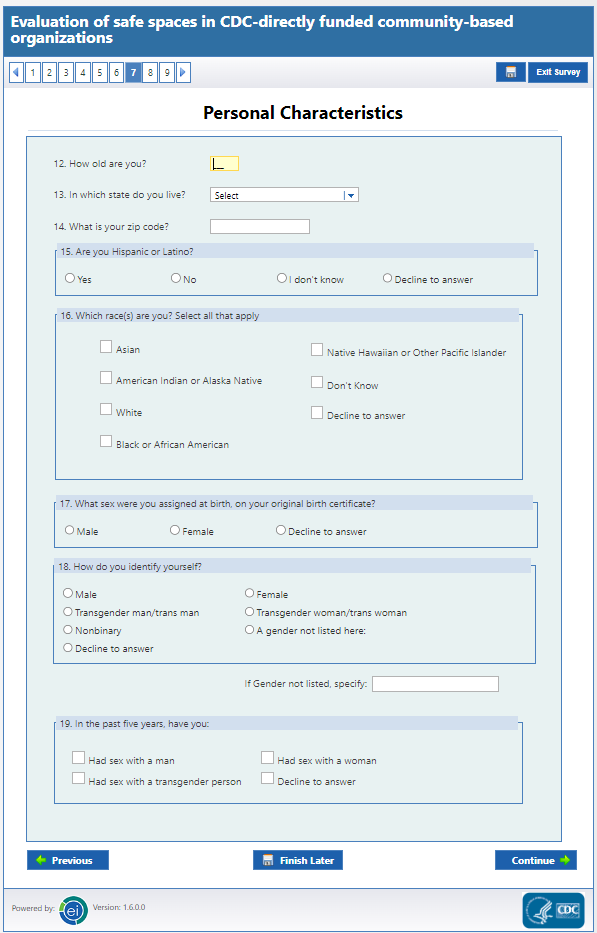 Evaluation of safe spaces in CDC-directly funded community-based
organizations
1 2 3 4 5 6 7 8 9
Exit Survey
Personal Characteristics
12. How old are you?
13. In which state do you live? Select
14. What is your zip code?
15. Are you Hispanic or Latino?
Yes No I don't know Decline to answer
16. Which race(s) are you? Select all that apply
Asian
Native Hawaiian or Other Pacific Islander
American Indian or Alaska Native
Don't Know
White
Decline to answer
Black or African American
17. What sex were you assigned at birth, on your original birth certificate?
Male Female Decline to answer
18. How do you identify yourself?
Male Female
Transgender man/trans man Transgender woman/trans woman
Nonbinary A gender not listed here:
Decline to answer
If Gender not listed, specify:
19. In the past five years, have you:
Had sex with a man Had sex with a woman
Had sex with a transgender person Decline to answer
Previous Finish Later Continue
Powered by: ei Version: 1.6.0.0 CDC